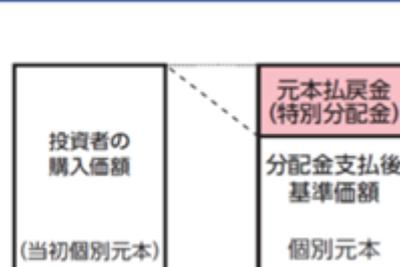 投資者の
購入価額
(当初個別元本)
元本払戻金
(特別分配金)
分配金支払後
基準価額
個別元本